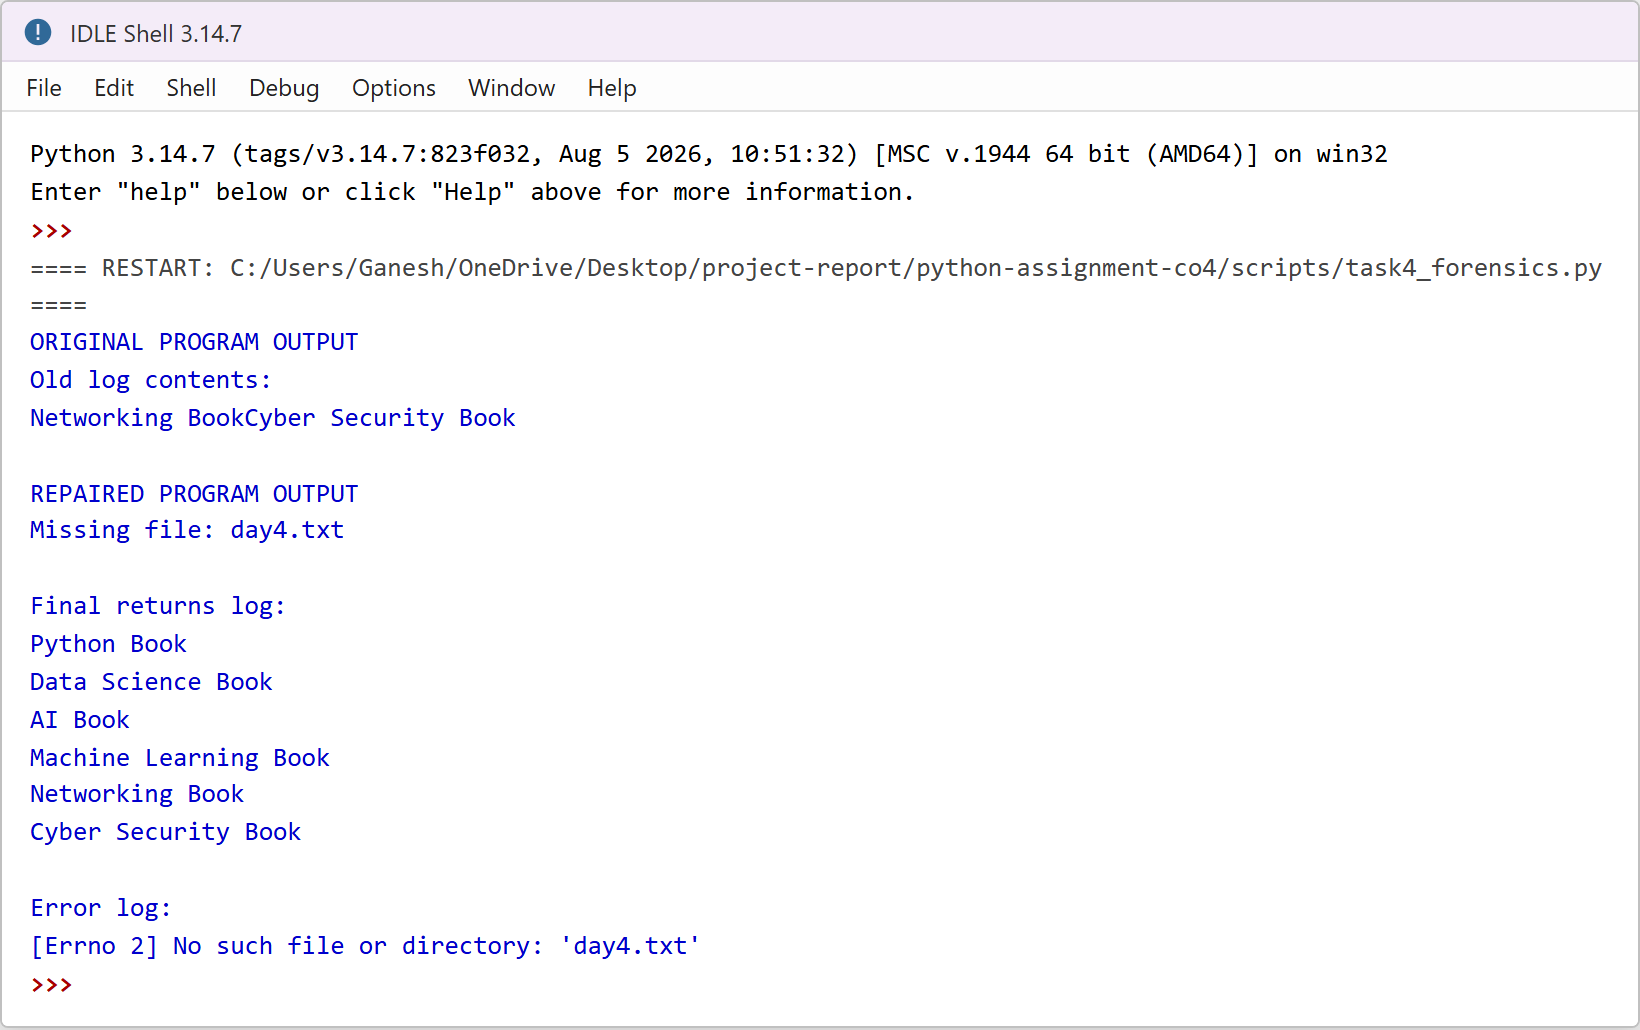 IDLE Shell 3.14.7
File Edit Shell Debug Options Window Help
Python 3.14.7 (tags/v3.14.7:823f032, Aug 5 2026, 10:51:32) [MSC v.1944 64 bit (AMD64)] on win32
Enter "help" below or click "Help" above for more information.
>>>
==== RESTART: C:/Users/Ganesh/OneDrive/Desktop/project-report/python-assignment-co4/scripts/task4_forensics.py
====
ORIGINAL PROGRAM OUTPUT
Old log contents:
Networking BookCyber Security Book
REPAIRED PROGRAM OUTPUT
Missing file: day4.txt
Final returns log:
Python Book
Data Science Book
AI Book
Machine Learning Book
Networking Book
Cyber Security Book
Error log:
[Errno 2] No such file or directory: 'day4.txt'
>>>